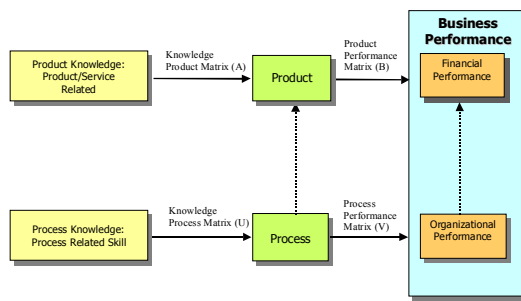 Business
Performance
Product Knowledge:
Product/Service
Related
Knowledge
Product Matrix (A)
Product
Product
Performance
Matrix (B)
Financial
Performance
Process Knowledge:
Process Related Skill
Knowledge
Process Matrix (U)
Process
Process
Performance
Matrix (V)
Organizational
Performance